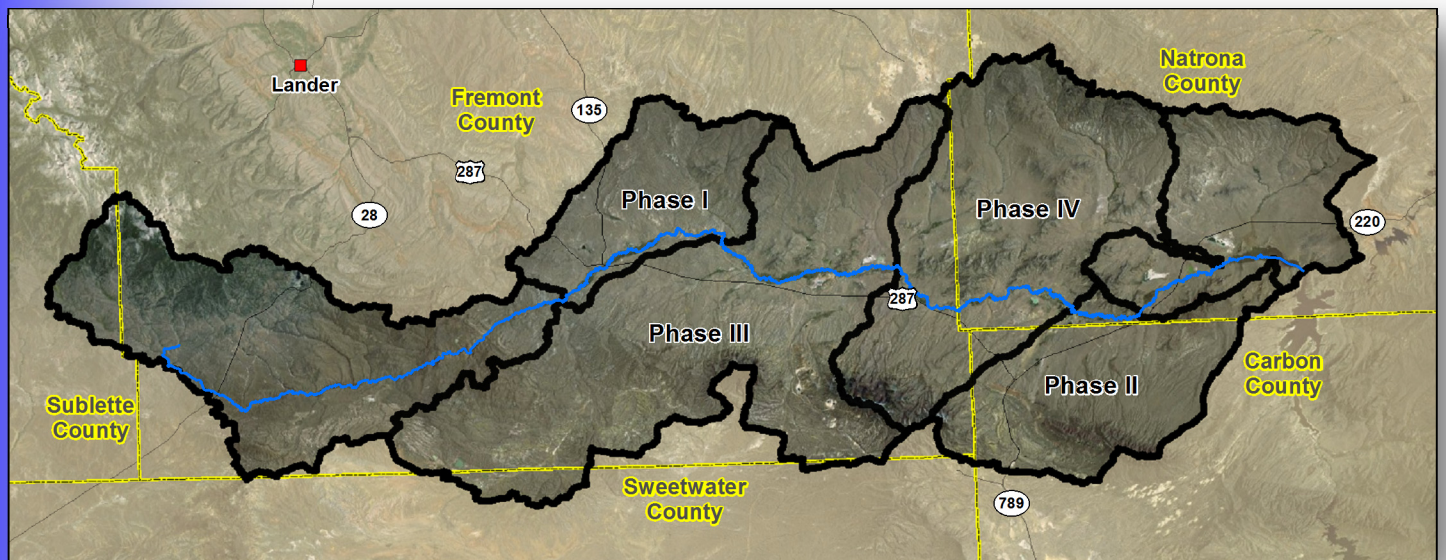 Lander
Fremont
County
135
Natrona
County
287
28
Phase I
Phase IV
220
287
Phase III
Phase II
Carbon
County
Sublette
County
Sweetwater
County
789